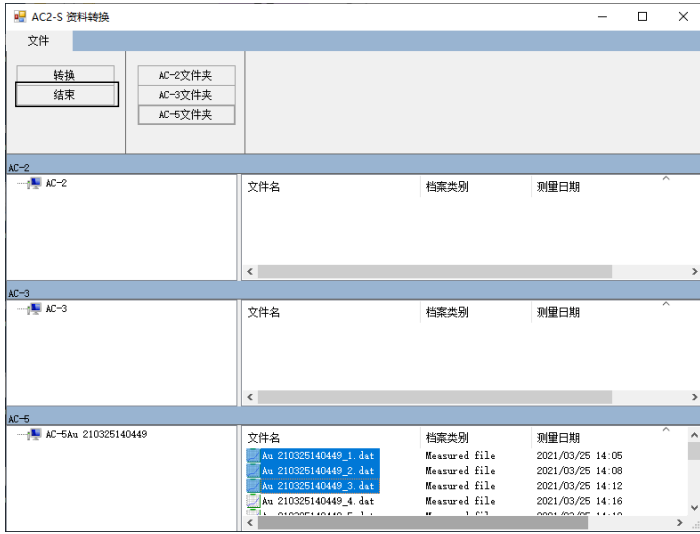 AC2-S 资料转换
文件
转换
结束
AC-2文件夹
AC-3文件夹
AC-5文件夹
AC-2
AC-2
文件名 档案类别 测量日期
AC-3
AC-3
文件名 档案类别 测量日期
AC-5
AC-5Au 210325140449
文件名 档案类别 测量日期
Au 210325140449_1.dat Measured file 2021/03/25 14:05
Au 210325140449_2.dat Measured file 2021/03/25 14:08
Au 210325140449_3.dat Measured file 2021/03/25 14:12
Au 210325140449_4.dat Measured file 2021/03/25 14:16